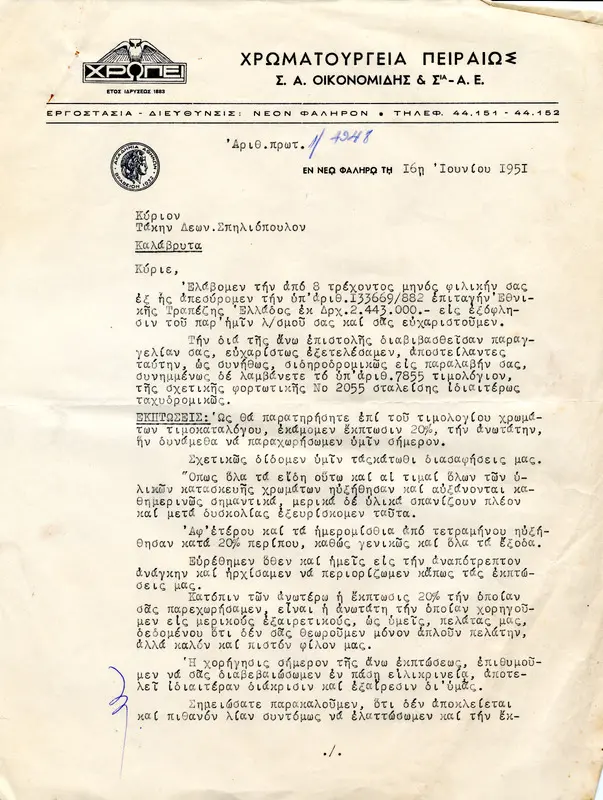 ΧΡΩΠΕΙ
ΕΤΟΣ ΙΔΡΥΣΕΩΣ 1883
ΧΡΩΜΑΤΟΥΡΓΕΙΑ ΠΕΙΡΑΙΩΣ
Σ. Α. ΟΙΚΟΝΟΜΙΔΗΣ & ΣΙΑ - Α. Ε.
ΕΡΓΟΣΤΑΣΙΑ - ΔΙΕΥΘΥΝΣΙΣ: ΝΕΟΝ ΦΑΛΗΡΟΝ • ΤΗΛΕΦ. 44.151 - 44.152
Ἀριθ.πρωτ. 1/ 4248
ΑΚΑΔΗΜΙΑ ΑΘΗΝΩΝ
ΒΡΑΒΕΙΟΝ 1932
ΕΝ ΝΕΩ ΦΑΛΗΡΩ ΤΗ 16η Ἰουνίου 1951
Κύριον
Τάκην Λεων.Σπηλιόπουλον
Καλάβρυτα
Κύριε,
Ἐλάβομεν τήν ἀπό 8 τρέχοντος μηνός φιλικήν σας
ἐξ ἧς ἀπεσύρομεν τήν ὑπ'ἀριθ.133669/882 ἐπιταγήν Ἐθνι-
κῆς Τραπέζης Ἑλλάδος ἐκ Δρχ.2.443.000.- εἰς ἐξόφλη-
σιν τοῦ παρ'ἡμῖν λ/σμοῦ σας καί σᾶς εὐχαριστοῦμεν.
Τήν διά τῆς ἄνω ἐπιστολῆς διαβιβασθεῖσαν παραγ-
γελίαν σας, εὐχαρίστως ἐξετελέσαμεν, ἀποστείλαντες
ταύτην, ὡς συνήθως, σιδηροδρομικῶς εἰς παραλαβήν σας,
συνημμένως δέ λαμβάνετε τό ὑπ'ἀριθ.7855 τιμολόγιον,
τῆς σχετικῆς φορτωτικῆς Νο 2055 σταλείσης ἰδιαιτέρως
ταχυδρομικῶς.
ΕΚΠΤΩΣΕΙΣ: Ὡς θά παρατηρήσητε ἐπί τοῦ τιμολογίου χρωμά-
των τιμοκαταλόγου, ἐκάμομεν ἔκπτωσιν 20%, τήν ἀνωτάτην,
ἥν δυνάμεθα νά παραχωρήσωμεν ὑμῖν σήμερον.
Σχετικῶς δίδομεν ὑμῖν τάςκάτωθι διασαφήσεις μας.
Ὅπως ὅλα τά εἴδη οὕτω καί αἱ τιμαί ὅλων τῶν ὑ-
λικῶν κατασκευῆς χρωμάτων ηὐξήθησαν καί αὐξάνονται κα-
θημερινῶς σημαντικά, μερικά δέ ὑλικά σπανίζουν πλέον
καί μετά δυσκολίας ἐξευρίσκομεν ταῦτα.
Ἀφ'ἑτέρου καί τά ἡμερομίσθια ἀπό τετραμήνου ηὐξή-
θησαν κατά 20% περίπου, καθώς γενικῶς καί ὅλα τά ἔξοδα.
Εὑρέθημεν ὅθεν καί ἡμεῖς εἰς τήν ἀναπότρεπτον
ἀνάγκην καί ἠρχίσαμεν νά περιορίζωμεν κάπως τάς ἐκπτώ-
σεις μας.
Κατόπιν τῶν ἀνωτέρω ἡ ἔκπτωσις 20% τήν ὁποίαν
σᾶς παρεχωρήσαμεν, εἶναι ἡ ἀνωτάτη τήν ὁποίαν χορηγοῦ-
μεν εἰς μερικούς ἐξαιρετικούς, ὡς ὑμεῖς, πελάτας μας,
δεδομένου ὅτι δέν σᾶς θεωροῦμεν μόνον ἁπλοῦν πελάτην,
ἀλλά καλόν καί πιστόν φίλον μας.
Ἡ χορήγησις σήμερον τῆς ἄνω ἐκπτώσεως, ἐπιθυμοῦ-
μεν νά σᾶς διαβεβαιώσωμεν ἐν πάσῃ εἰλικρινείᾳ, ἀποτε-
λεῖ ἰδιαιτέραν διάκρισιν καί ἐξαίρεσιν δι'ὑμᾶς.
Σημειώσατε παρακαλοῦμεν, ὅτι δέν ἀποκλείεται
καί πιθανόν λίαν συντόμως νά ἐλαττώσωμεν καί τήν ἔκ-
./.